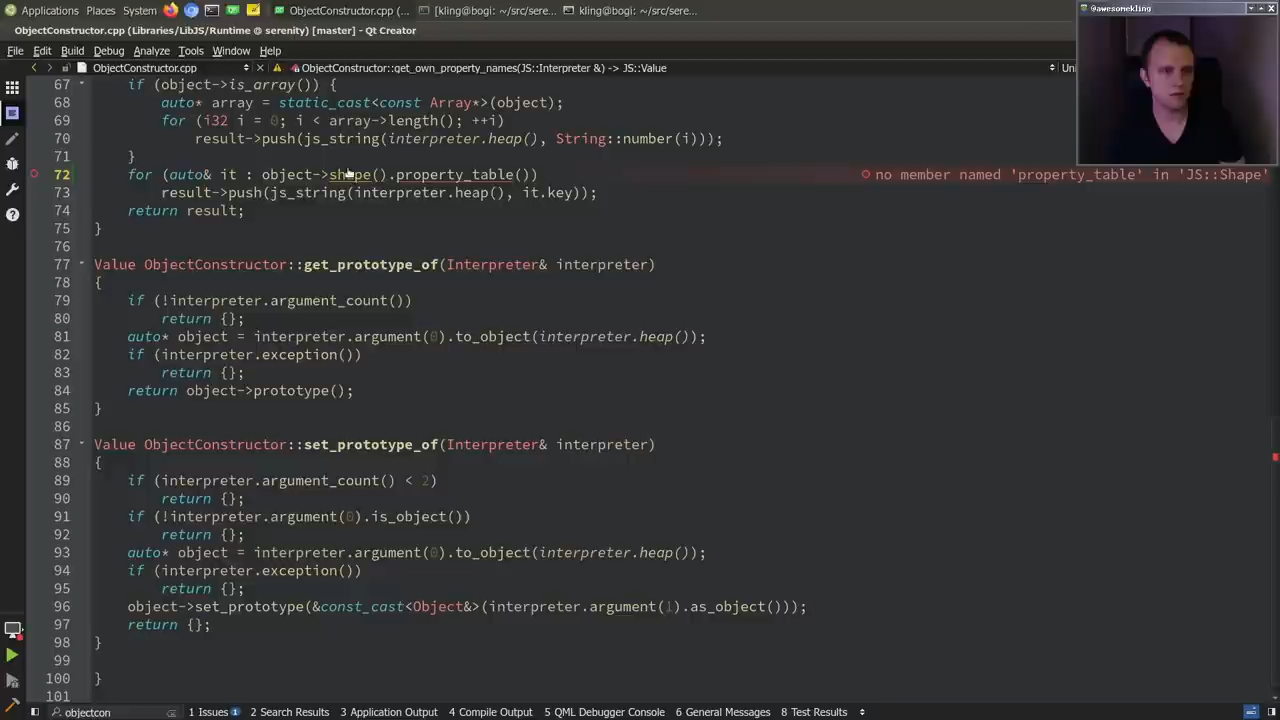 Applications Places System ObjectConstructor.cpp (... [kling@bogi: ~/src/sere... kling@bogi: ~/src/sere...
@awesomekling
ObjectConstructor.cpp (Libraries/LibJS/Runtime @ serenity) [master] - Qt Creator
File Edit Build Debug Analyze Tools Window Help
ObjectConstructor.cpp ObjectConstructor::get_own_property_names(JS::Interpreter &) -> JS::Value
67 if (object->is_array()) {
68 auto* array = static_cast<const Array*>(object);
69 for (i32 i = 0; i < array->length(); ++i)
70 result->push(js_string(interpreter.heap(), String::number(i)));
71 }
72 for (auto& it : object->shape().property_table()) no member named 'property_table' in 'JS::Shape'
73 result->push(js_string(interpreter.heap(), it.key));
74 return result;
75 }
76
77 Value ObjectConstructor::get_prototype_of(Interpreter& interpreter)
78 {
79 if (!interpreter.argument_count())
80 return {};
81 auto* object = interpreter.argument(0).to_object(interpreter.heap());
82 if (interpreter.exception())
83 return {};
84 return object->prototype();
85 }
86
87 Value ObjectConstructor::set_prototype_of(Interpreter& interpreter)
88 {
89 if (interpreter.argument_count() < 2)
90 return {};
91 if (!interpreter.argument(0).is_object())
92 return {};
93 auto* object = interpreter.argument(0).to_object(interpreter.heap());
94 if (interpreter.exception())
95 return {};
96 object->set_prototype(&const_cast<Object&>(interpreter.argument(1).as_object()));
97 return {};
98 }
99
100 }
101
objectcon 1 Issues 1 2 Search Results 3 Application Output 4 Compile Output 5 QML Debugger Console 6 General Messages 8 Test Results